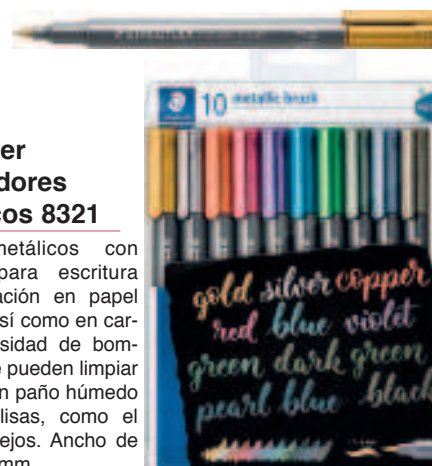 er
dores
cos 8321
metálicos con
para escritura
ación en papel
sí como en car-
sidad de bom-
e pueden limpiar
n paño húmedo
lisas, como el
ejos. Ancho de
mm
10 metallic brush
gold silver copper
red blue violet
green dark green
pearl blue black